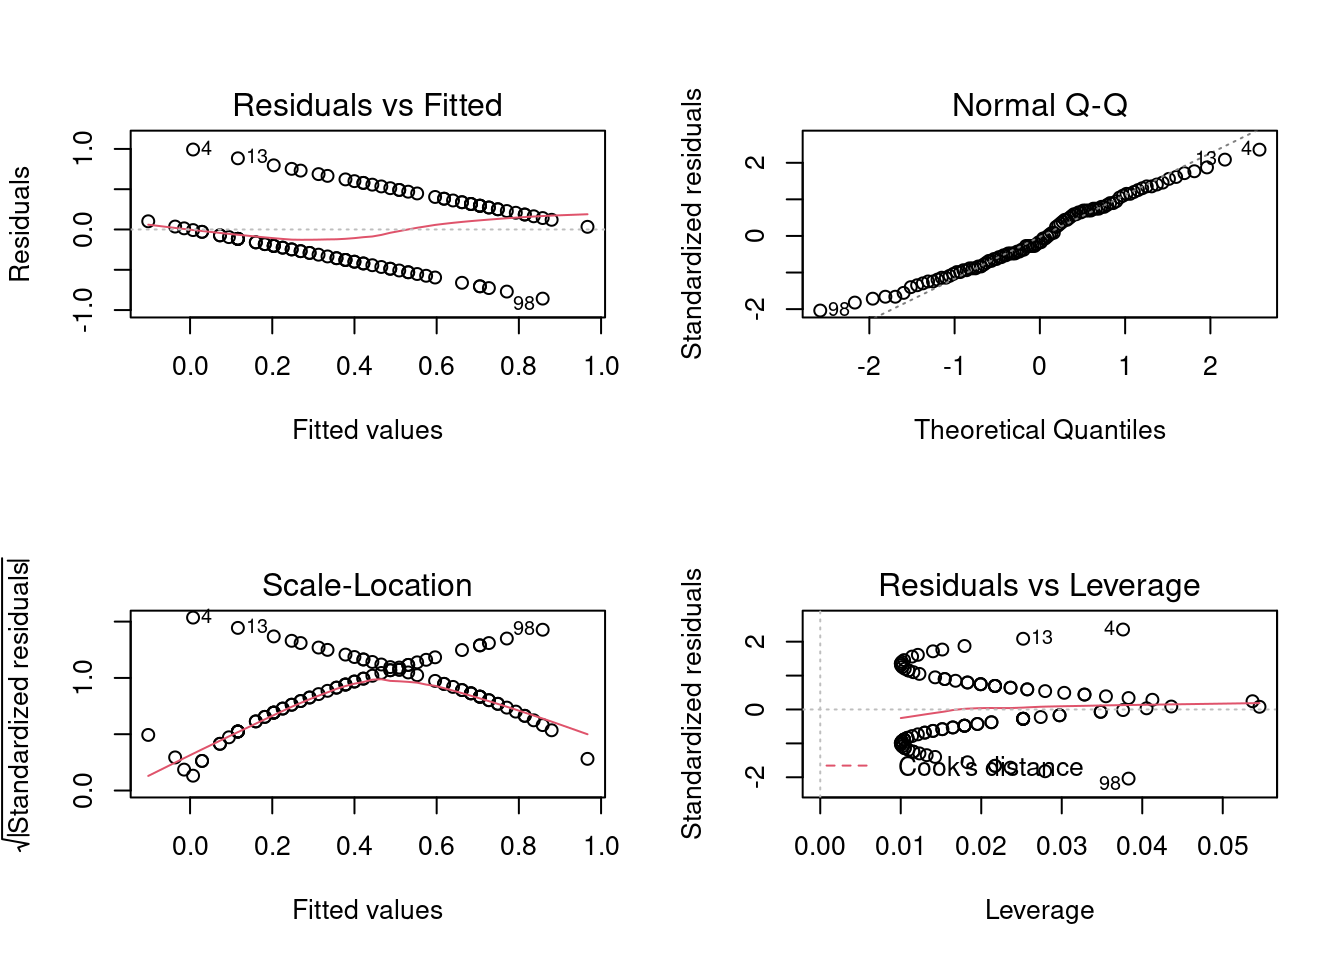 Residuals vs Fitted
Residuals
1.0
0.0
-1.0
4
13
98
0.0 0.2 0.4 0.6 0.8 1.0
Fitted values
Normal Q-Q
Standardized residuals
2
0
-2
13
4
98
-2 -1 0 1 2
Theoretical Quantiles
Scale-Location
√|Standardized residuals|
1.0
0.0
4
13
98
0.0 0.2 0.4 0.6 0.8 1.0
Fitted values
Residuals vs Leverage
Standardized residuals
2
0
-2
4
13
98
Cook's distance
0.00 0.01 0.02 0.03 0.04 0.05
Leverage